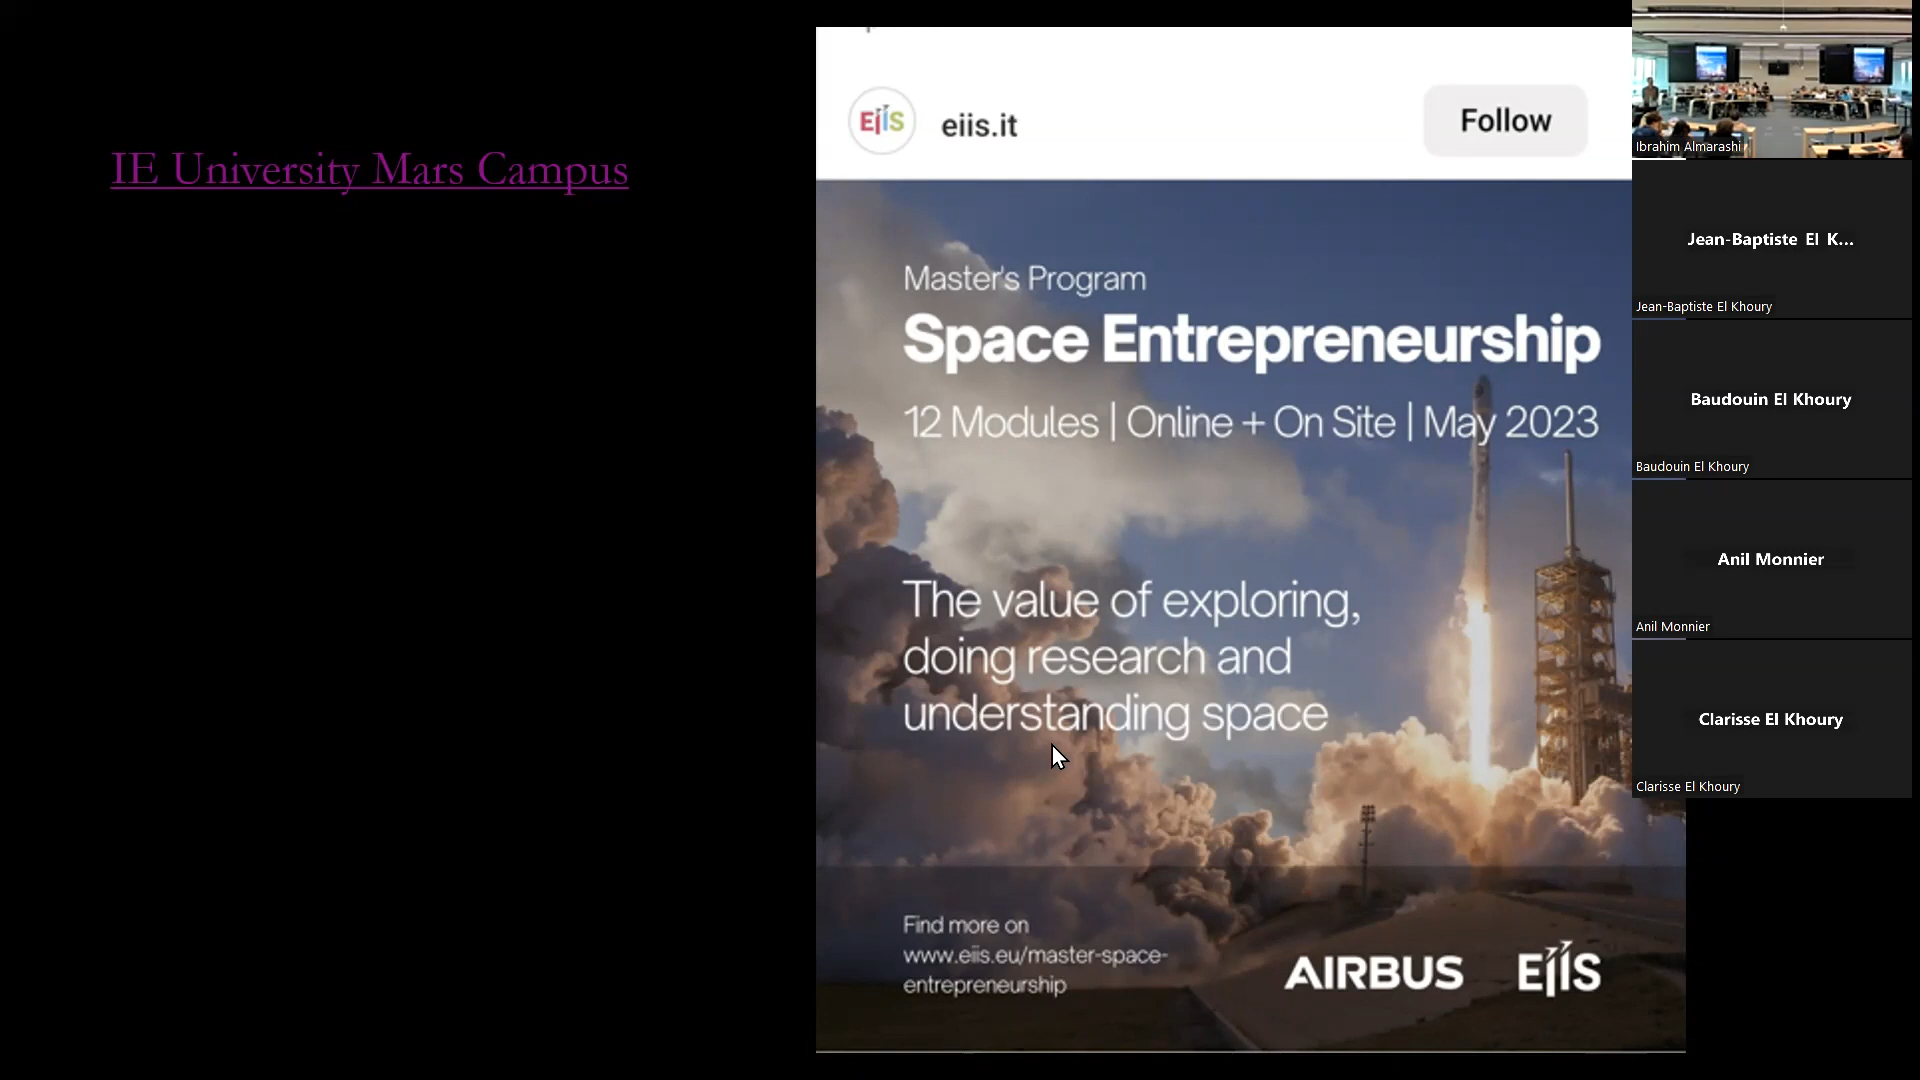 IE University Mars Campus
EIIS
eiis.it
Follow
Master's Program
Space Entrepreneurship
12 Modules | Online + On Site | May 2023
The value of exploring,
doing research and
understanding space
Find more on
www.eiis.eu/master-space-
entrepreneurship
AIRBUS
EIIS
Ibrahim Almarashi
Jean-Baptiste El K...
Jean-Baptiste El Khoury
Baudouin El Khoury
Baudouin El Khoury
Anil Monnier
Anil Monnier
Clarisse El Khoury
Clarisse El Khoury